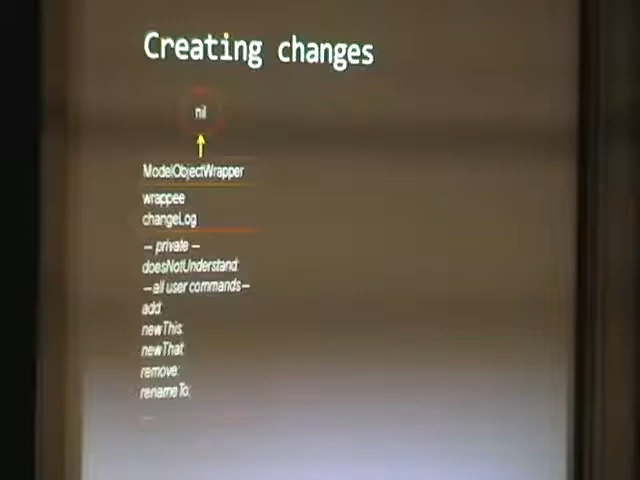 Creating changes
nil
ModelObjectWrapper
wrappee
changeLog
– private –
doesNotUnderstand:
– all user commands –
add:
newThis
newThat
remove:
renameTo:
...